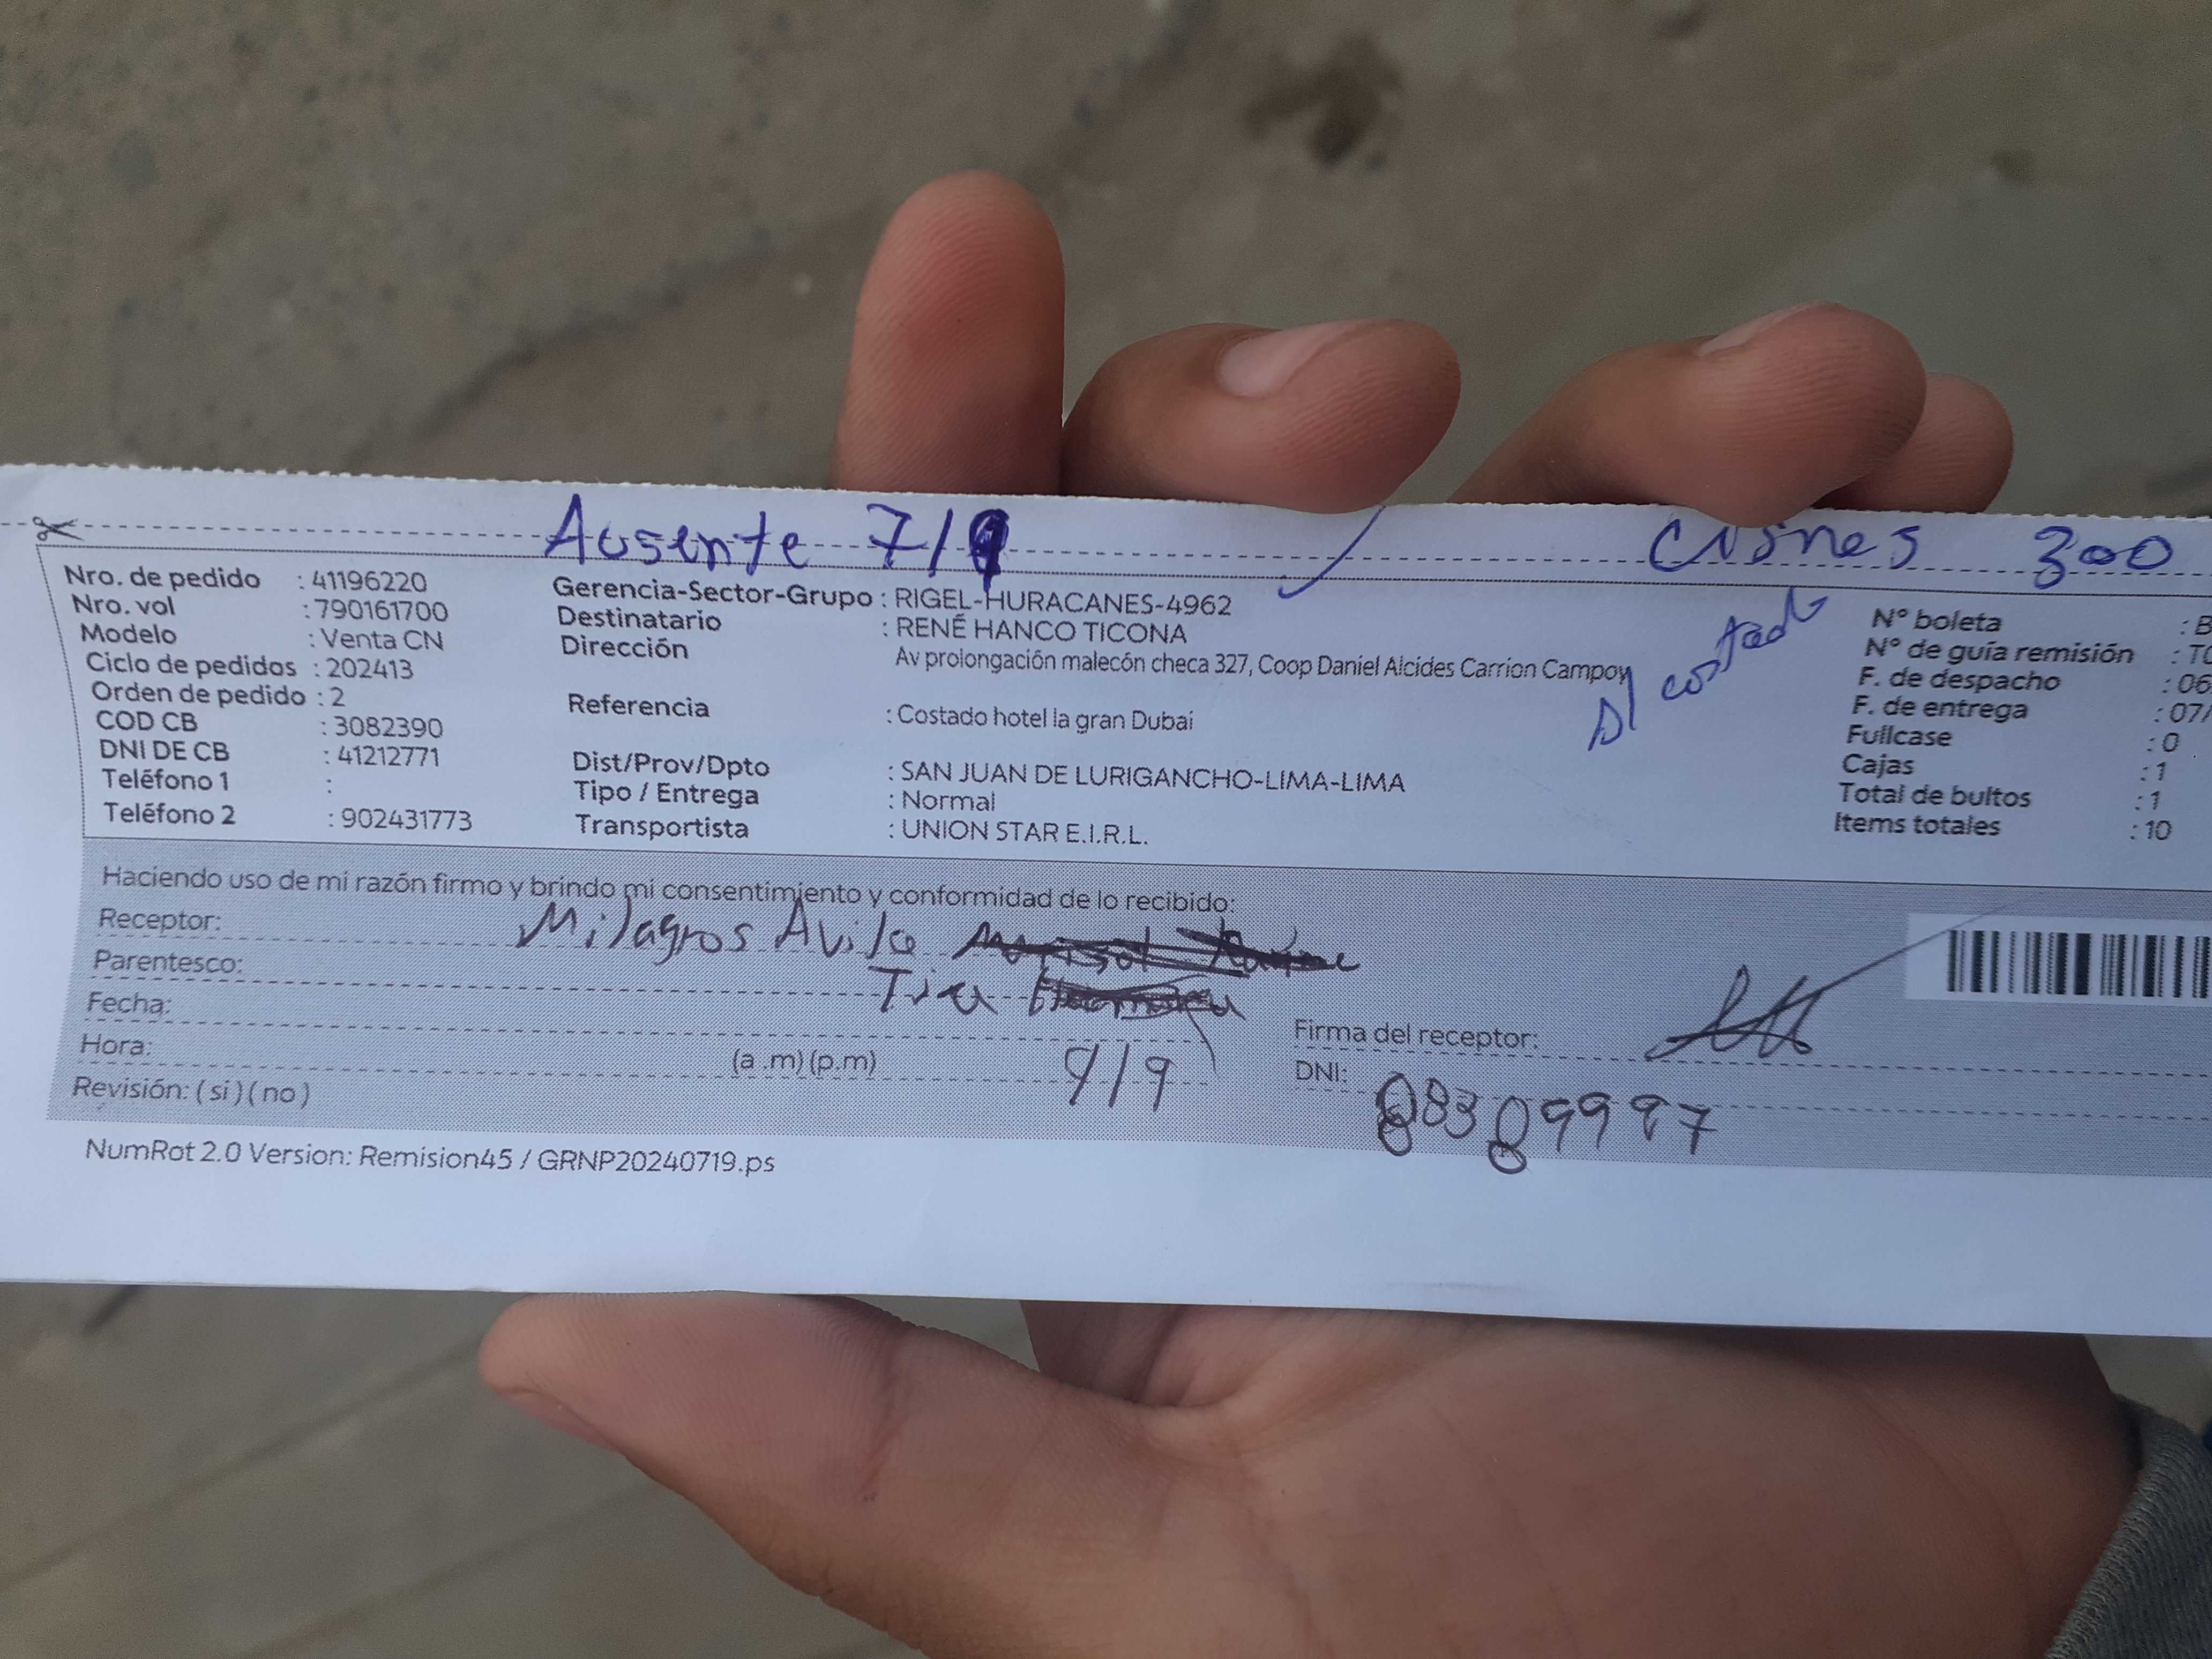 Ausente 7/9
Cisnes 300
Al costado
Nro. de pedido : 41196220
Nro. vol : 790161700
Modelo : Venta CN
Ciclo de pedidos : 202413
Orden de pedido : 2
COD CB : 3082390
DNI DE CB : 41212771
Teléfono 1 :
Teléfono 2 : 902431773
Gerencia-Sector-Grupo : RIGEL-HURACANES-4962
Destinatario : RENÉ HANCO TICONA
Dirección : Av prolongación malecón checa 327, Coop Daniel Alcides Carrion Campoy
Referencia : Costado hotel la gran Dubai
Dist/Prov/Dpto : SAN JUAN DE LURIGANCHO-LIMA-LIMA
Tipo / Entrega : Normal
Transportista : UNION STAR E.I.R.L.
N° boleta : B
N° de guía remisión : T0
F. de despacho : 06
F. de entrega : 07/
Fullcase : 0
Cajas : 1
Total de bultos : 1
Items totales : 10
Haciendo uso de mi razón firmo y brindo mi consentimiento y conformidad de lo recibido:
Receptor: Milagros Avila
Parentesco: Tia
Fecha: 9/9
Hora: (a .m) (p.m)
Revisión: ( si ) ( no )
Firma del receptor:
DNI: 08389997
NumRot 2.0 Version: Remision45 / GRNP20240719.ps